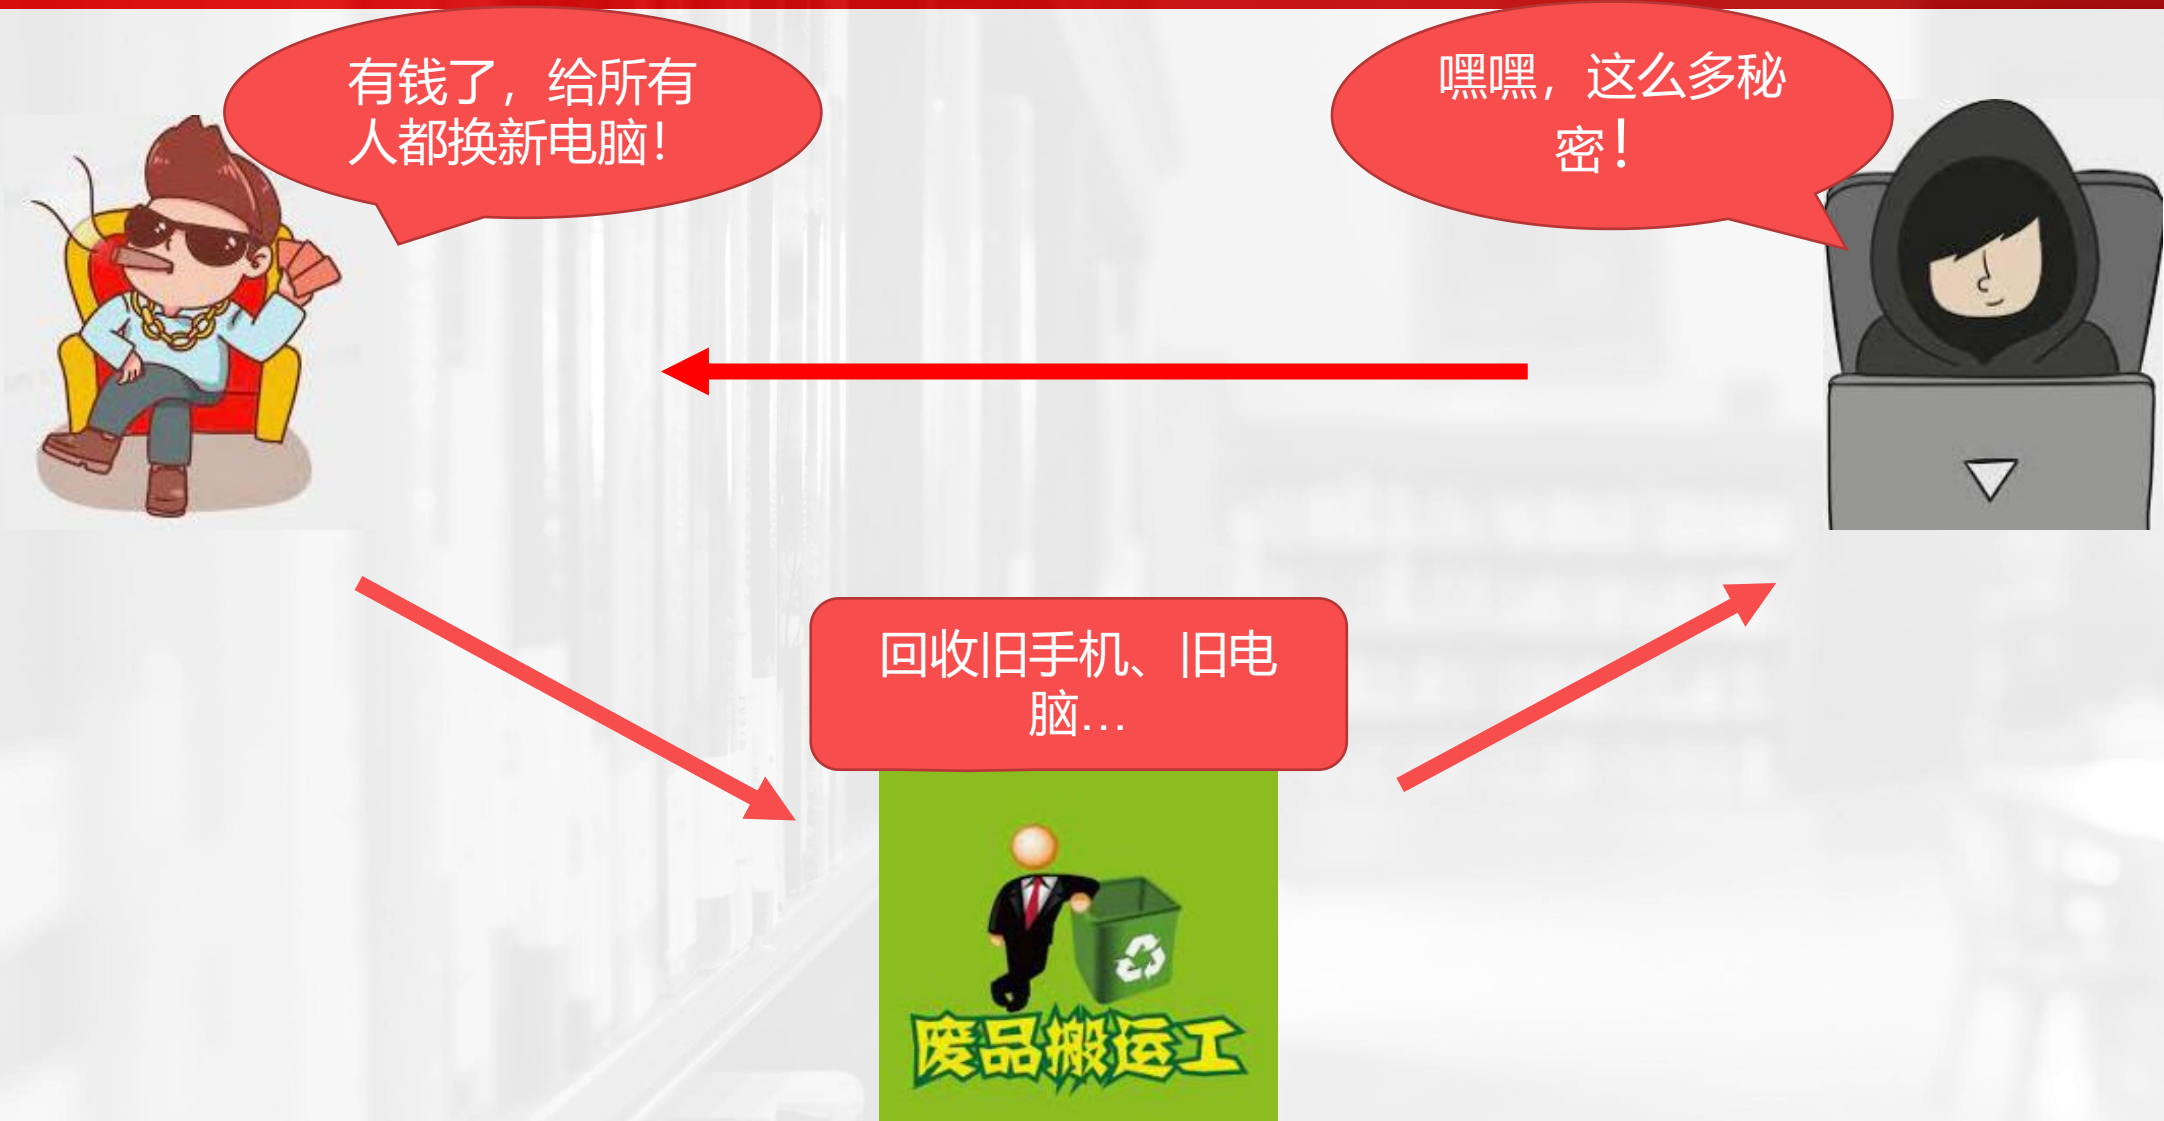 有钱了，给所有
人都换新电脑！
嘿嘿，这么多秘
密！
回收旧手机、旧电
脑…
废品搬运工